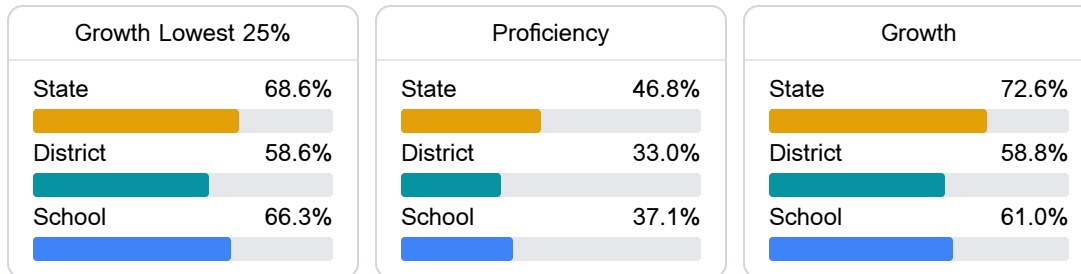 Growth Lowest 25%
State 68.6%
District 58.6%
School 66.3%
Proficiency
State 46.8%
District 33.0%
School 37.1%
Growth
State 72.6%
District 58.8%
School 61.0%